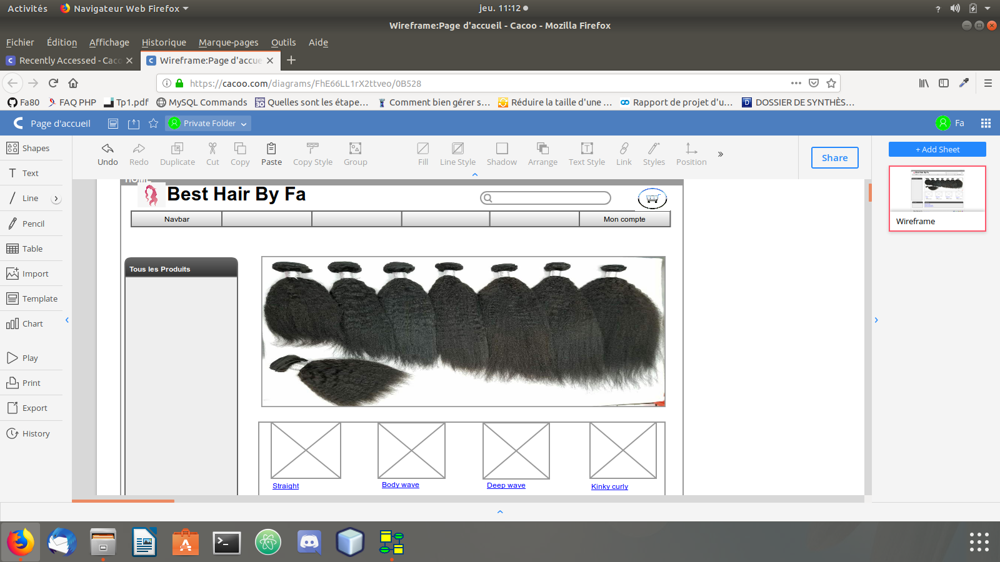 Activités
Navigateur Web Firefox
jeu. 11:12
Wireframe:Page d'accueil - Cacoo - Mozilla Firefox
Fichier Édition Affichage Historique Marque-pages Outils Aide
Recently Accessed - Caco
Wireframe:Page d'accue
https://cacoo.com/diagrams/FhE66LL1rX2ttveo/0B528
Fa80 FAQ PHP Tp1.pdf MySQL Commands Quelles sont les étape… Comment bien gérer s… Réduire la taille d'une … Rapport de projet d'u… DOSSIER DE SYNTHÈS…
Page d'accueil
Private Folder
Fa
Shapes
Text
Line
Pencil
Table
Import
Template
Chart
Play
Print
Export
History
Undo Redo Duplicate Cut Copy Paste Copy Style Group Fill Line Style Shadow Arrange Text Style Link Styles Position
Share
+ Add Sheet
Wireframe
HOME
Best Hair By Fa
Navbar
Mon compte
Tous les Produits
Straight
Body wave
Deep wave
Kinky curly